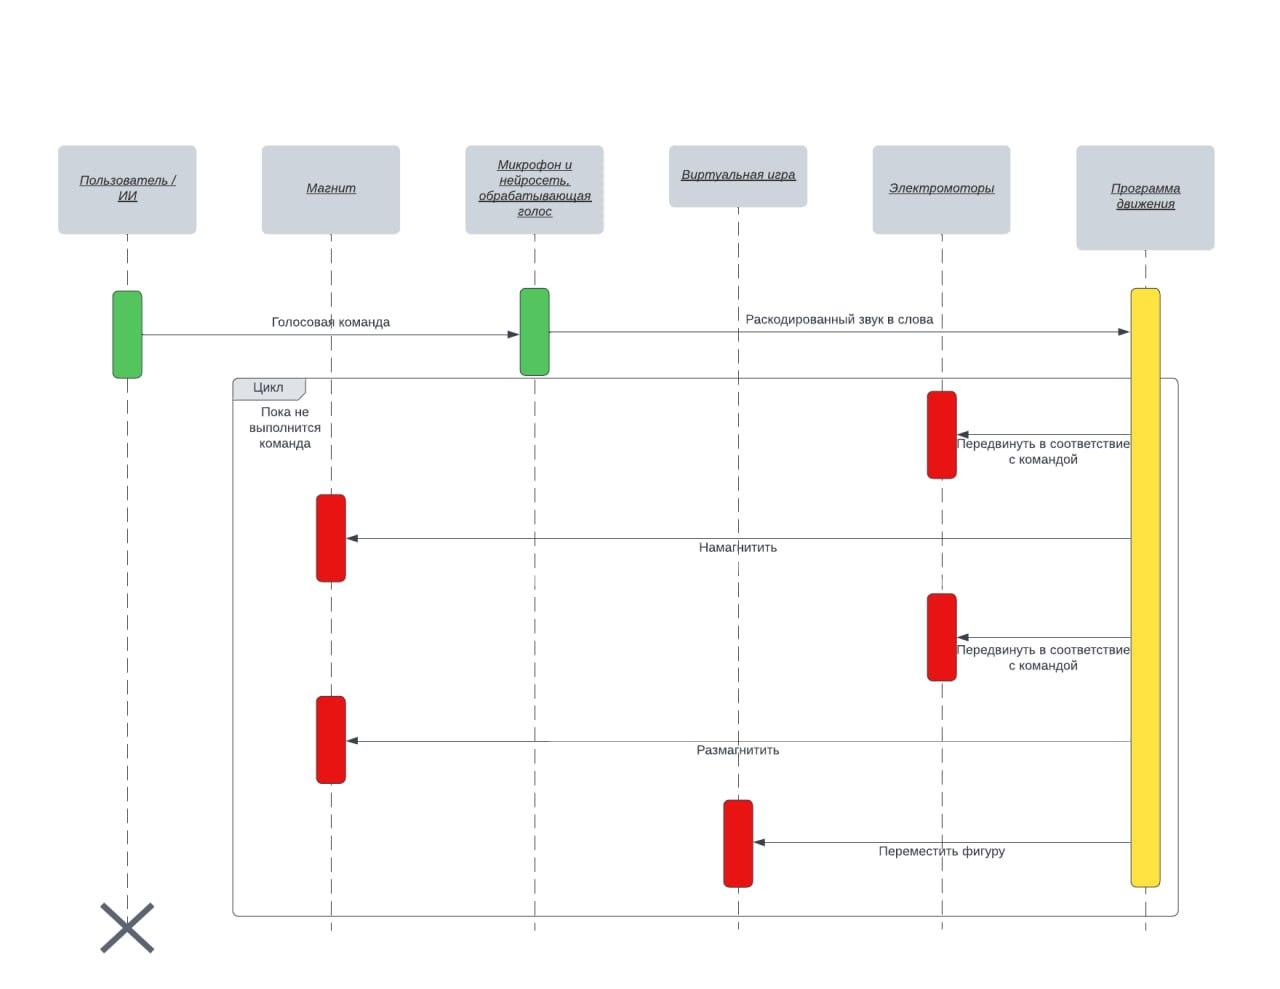 Пользователь /
ИИ
Магнит
Микрофон и
нейросеть,
обрабатывающая
голос
Виртуальная игра
Электромоторы
Программа
движения
Голосовая команда
Раскодированный звук в слова
Цикл
Пока не
выполнится
команда
Передвинуть в соответствие
с командой
Намагнитить
Передвинуть в соответствие
с командой
Размагнитить
Переместить фигуру